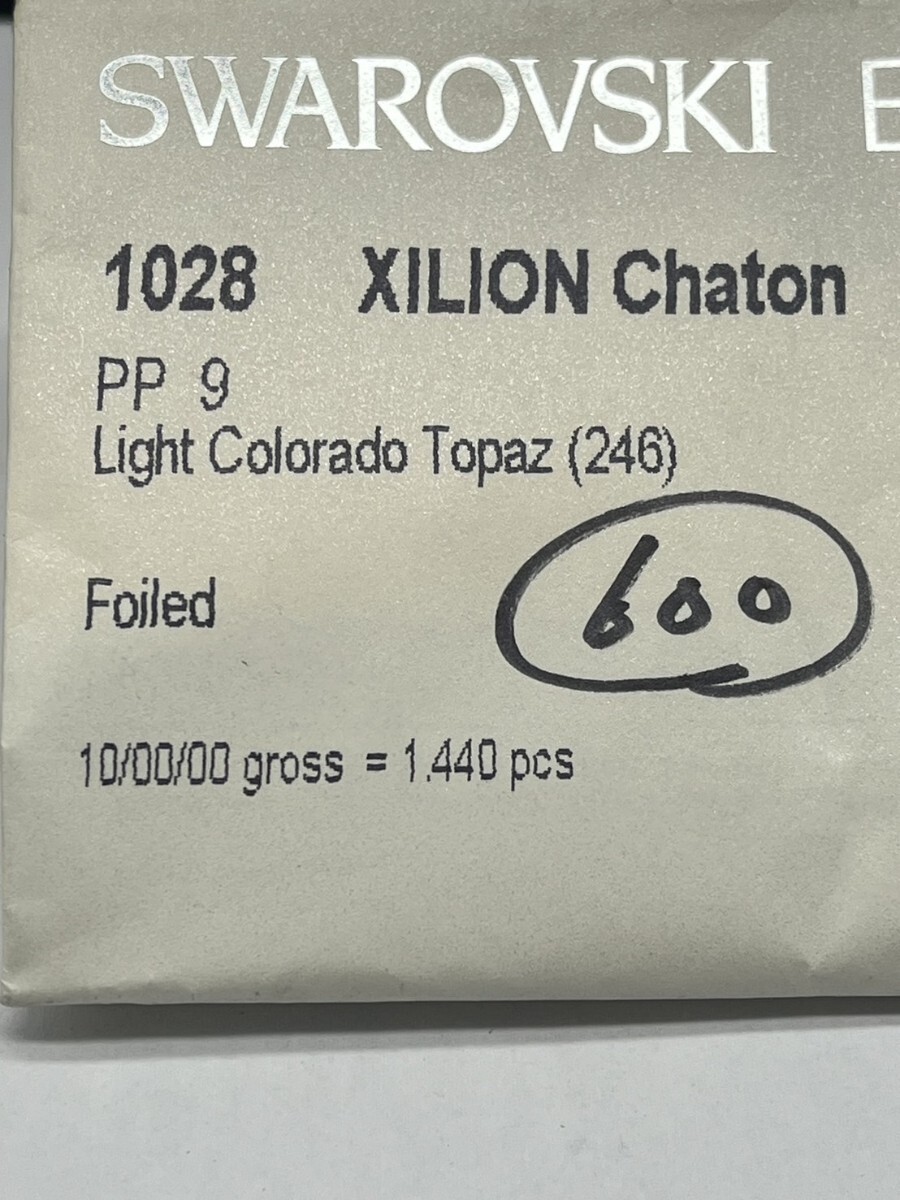 SWAROVSKI E
1028 XILION Chaton
PP 9
Light Colorado Topaz (246)
Foiled
600
10/00/00 gross = 1.440 pcs